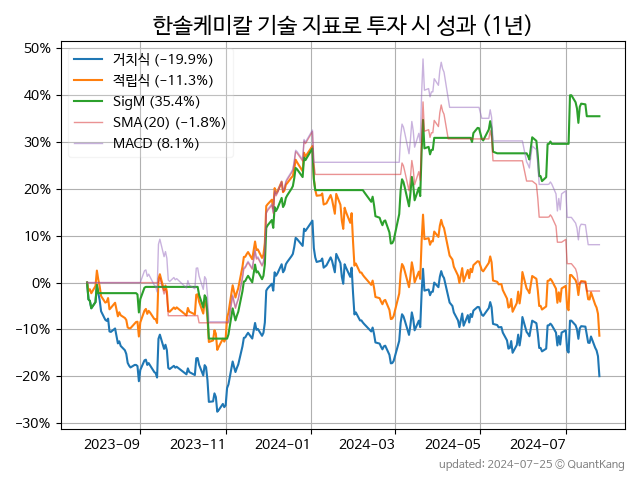 한솔케미칼 기술 지표로 투자 시 성과 (1년)
50%
40%
30%
20%
10%
0%
−10%
−20%
−30%
거치식 (−19.9%)
적립식 (−11.3%)
SigM (35.4%)
SMA(20) (−1.8%)
MACD (8.1%)
2023-09
2023-11
2024-01
2024-03
2024-05
2024-07
updated: 2024-07-25 © QuantKang